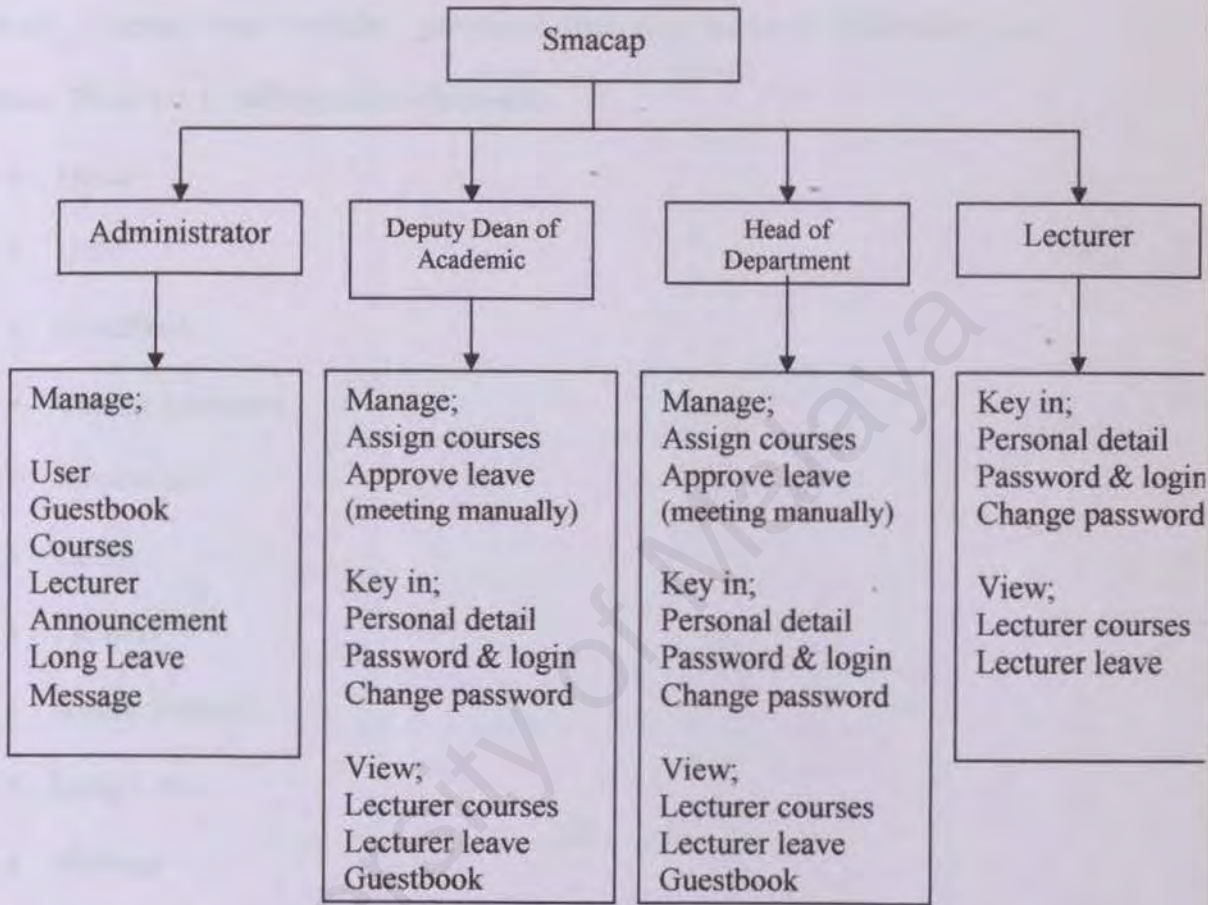 Smacap
Administrator
Deputy Dean of
Academic
Head of
Department
Lecturer
Manage;
User
Guestbook
Courses
Lecturer
Announcement
Long Leave
Message
Manage;
Assign courses
Approve leave
(meeting manually)
Key in;
Personal detail
Password & login
Change password
View;
Lecturer courses
Lecturer leave
Guestbook
Manage;
Assign courses
Approve leave
(meeting manually)
Key in;
Personal detail
Password & login
Change password
View;
Lecturer courses
Lecturer leave
Guestbook
Key in;
Personal detail
Password & login
Change password
View;
Lecturer courses
Lecturer leave
University of Malaya